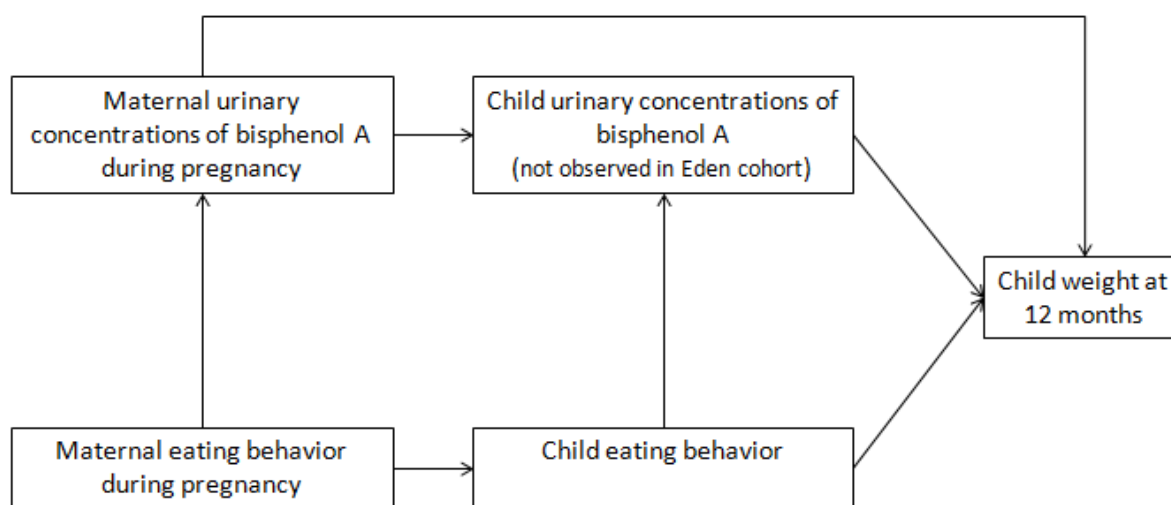 Maternal urinary
concentrations of bisphenol A
during pregnancy
Child urinary concentrations of
bisphenol A
(not observed in Eden cohort)
Child weight at
12 months
Maternal eating behavior
during pregnancy
Child eating behavior